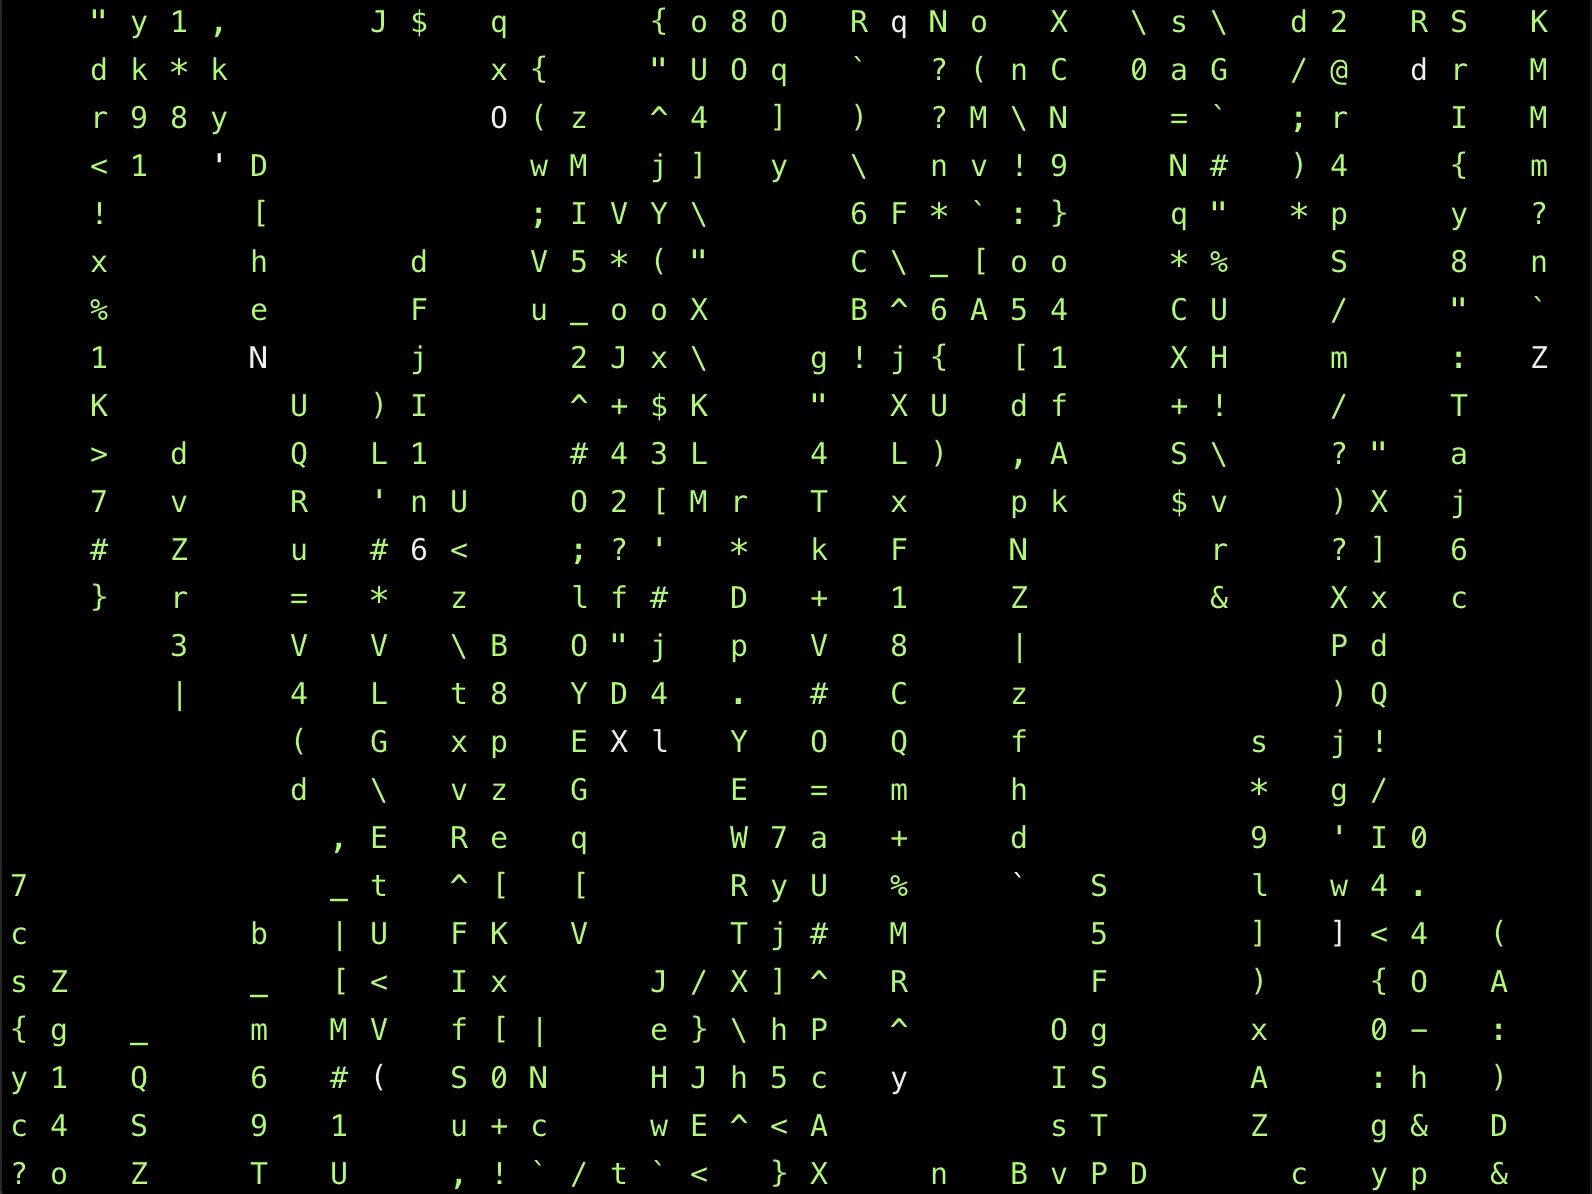 " y 1 , J $ q { o 8 O R q N o X \ s \ d 2 R S K
d k * k x { " U O q ` ? ( n C 0 a G / @ d r M
r 9 8 y O ( z ^ 4 ] ) ? M \ N = ` ; r I M
< 1 ' D w M j ] y \ n v ! 9 N # ) 4 { m
! [ ; I V Y \ 6 F * ` : } q " * p y ?
x h d V 5 * ( " C \ _ [ o o * % S 8 n
% e F u _ o o X B ^ 6 A 5 4 C U / " `
1 N j 2 J x \ g ! j { [ 1 X H m : Z
K U ) I ^ + $ K " X U d f + ! / T
> d Q L 1 # 4 3 L 4 L ) , A S \ ? " a
7 v R ' n U O 2 [ M r T x p k $ v ) X j
# Z u # 6 < ; ? ' * k F N r ? ] 6
} r = * z l f # D + 1 Z & X x c
3 V V \ B O " j p V 8 | P d
| 4 L t 8 Y D 4 . # C z ) Q
( G x p E X l Y O Q f s j !
d \ v z G E = m h * g /
, E R e q W 7 a + d 9 ' I 0
7 _ t ^ [ [ R y U % ` S l w 4 .
c b | U F K V T j # M 5 ] ] < 4 (
s Z _ [ < I x J / X ] ^ R F ) { O A
{ g _ m M V f [ | e } \ h P ^ O g x 0 − :
y 1 Q 6 # ( S 0 N H J h 5 c y I S A : h )
c 4 S 9 1 u + c w E ^ < A s T Z g & D
? o Z T U , ! ` / t ` < } X n B v P D c y p &